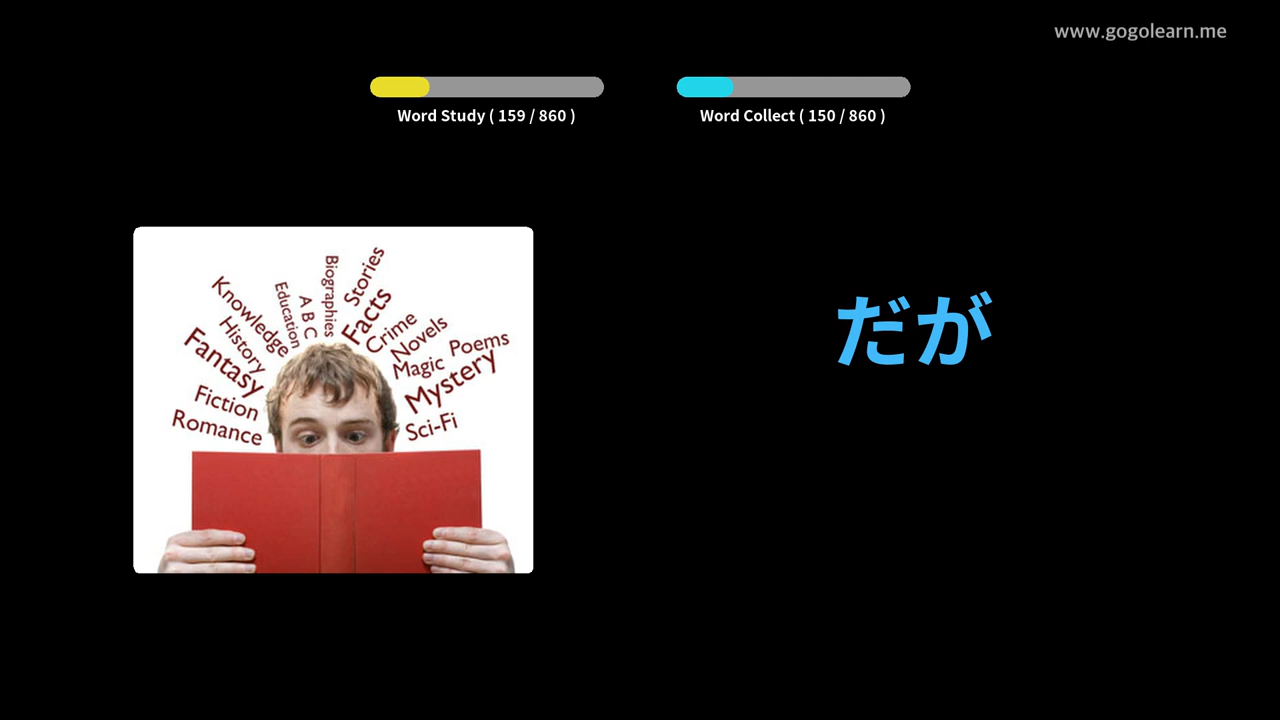 www.gogolearn.me
Word Study ( 159 / 860 )
Word Collect ( 150 / 860 )
だが
Biographies
Stories
Education
A B C
Facts
Knowledge
Crime
History
Novels
Poems
Fantasy
Magic
Mystery
Fiction
Romance
Sci-Fi